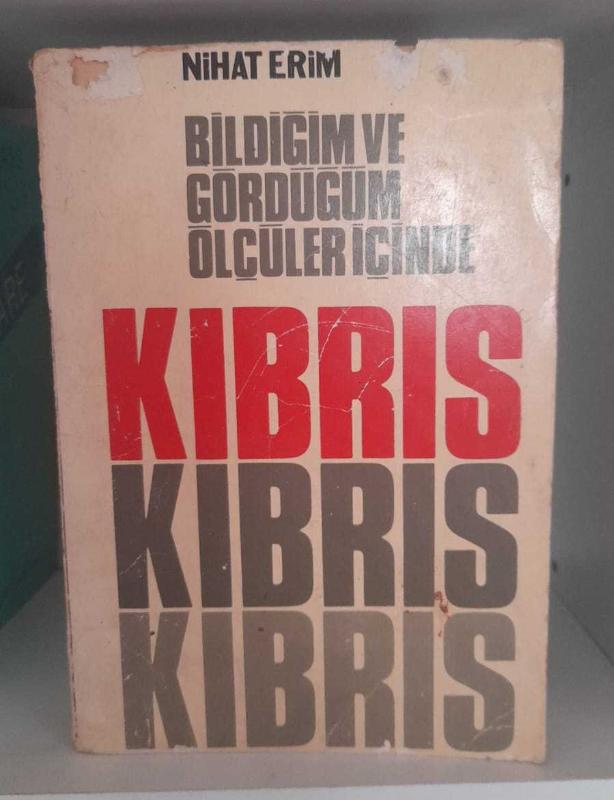 NİHAT ERİM
BİLDİĞİM VE
GÖRDÜĞÜM
ÖLÇÜLER İÇİNDE
KIBRIS
KIBRIS
KIBRIS